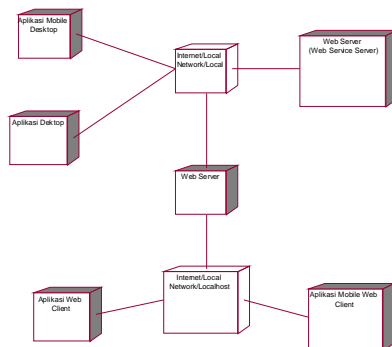 Aplikasi Mobile
Desktop
Internet/Local
Network/Local
Web Server
(Web Service Server)
Aplikasi Dektop
Web Server
Internet/Local
Network/Localhost
Aplikasi Web
Client
Aplikasi Mobile Web
Client